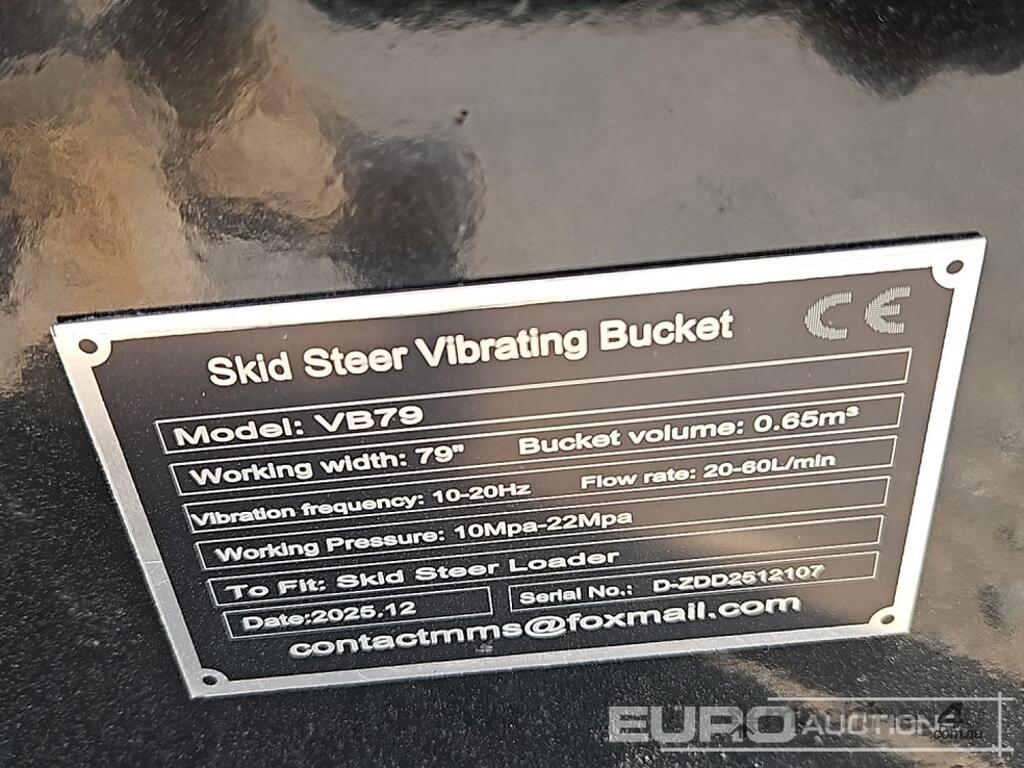 CE
Skid Steer Vibrating Bucket
Model: VB79
Working width: 79" Bucket volume: 0.65m³
Vibration frequency: 10-20Hz Flow rate: 20-60L/min
Working Pressure: 10Mpa-22Mpa
To Fit: Skid Steer Loader
Date:2025.12 Serial No.: D-ZDD2512107
contactmms@foxmail.com
EURO AUCTIONS
.com.au